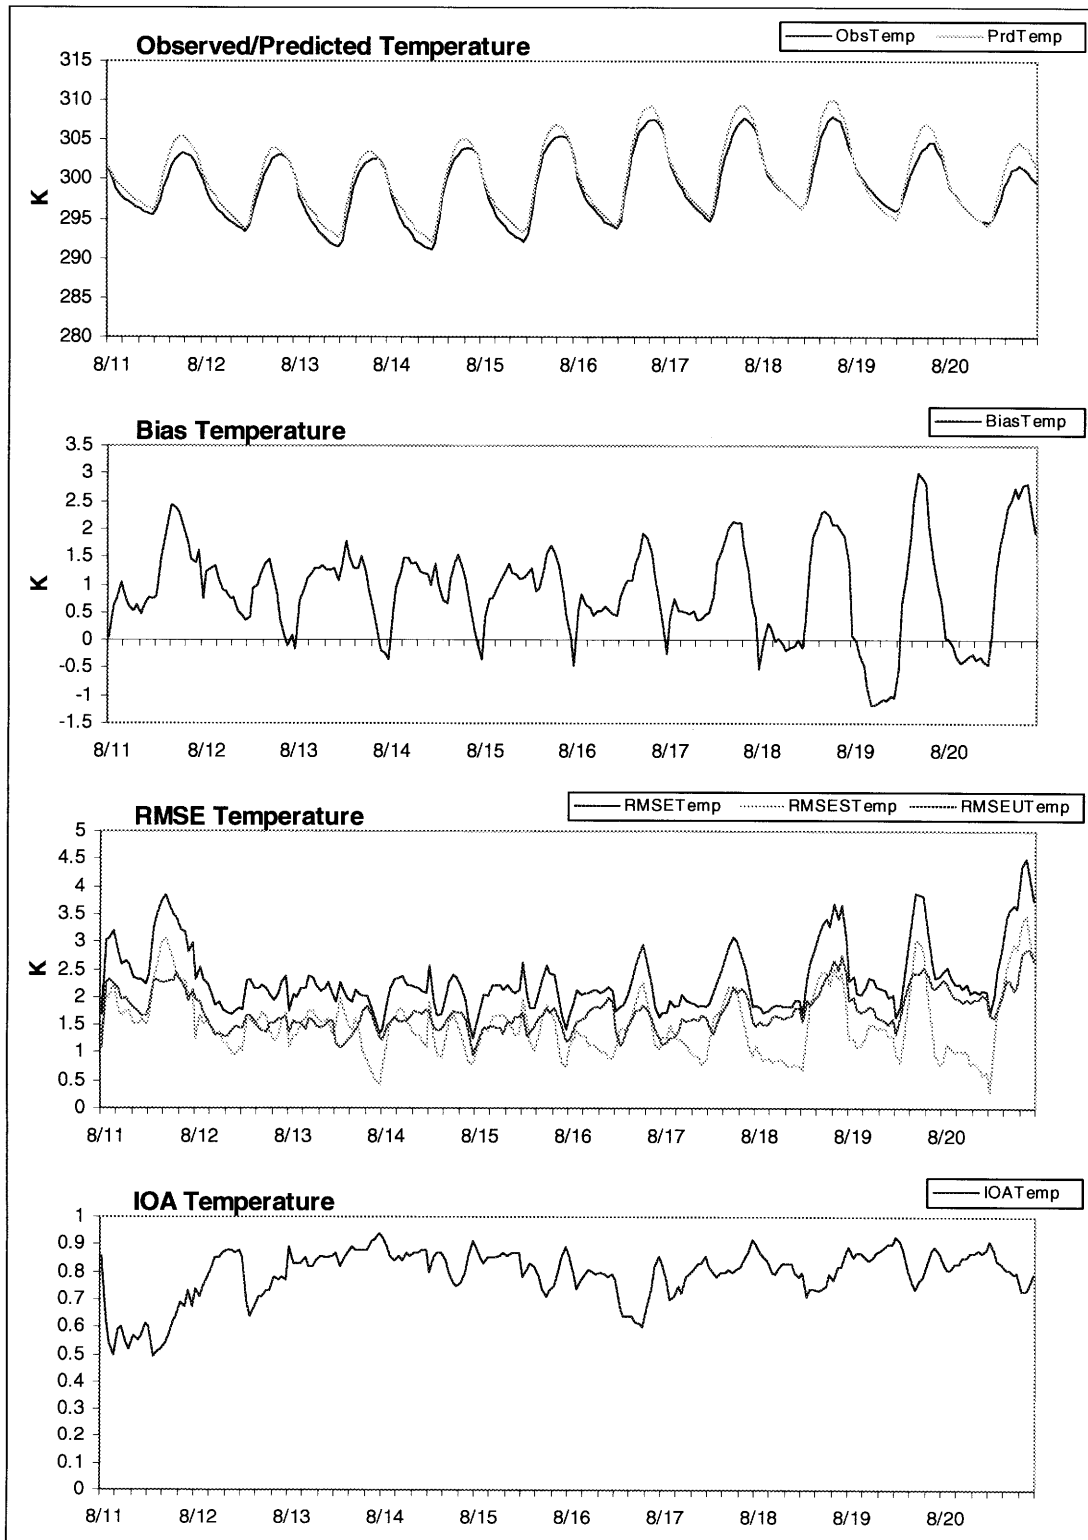 Observed/Predicted Temperature
ObsTemp PrdTemp
315
310
305
300
295
290
285
280
K
8/11 8/12 8/13 8/14 8/15 8/16 8/17 8/18 8/19 8/20
Bias Temperature
BiasTemp
3.5
3
2.5
2
1.5
1
0.5
0
-0.5
-1
-1.5
K
8/11 8/12 8/13 8/14 8/15 8/16 8/17 8/18 8/19 8/20
RMSE Temperature
RMSETemp RMSESTemp RMSEUTemp
5
4.5
4
3.5
3
2.5
2
1.5
1
0.5
0
K
8/11 8/12 8/13 8/14 8/15 8/16 8/17 8/18 8/19 8/20
IOA Temperature
IOATemp
1
0.9
0.8
0.7
0.6
0.5
0.4
0.3
0.2
0.1
0
8/11 8/12 8/13 8/14 8/15 8/16 8/17 8/18 8/19 8/20